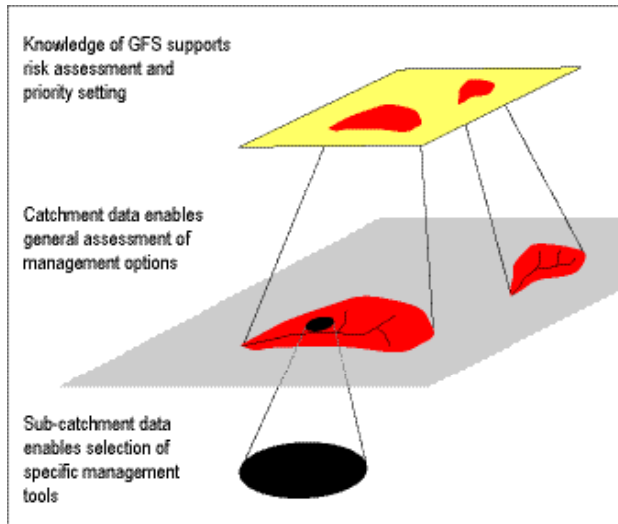 Knowledge of GFS supports
risk assessment and
priority setting
Catchment data enables
general assessment of
management options
Sub-catchment data
enables selection of
specific management
tools